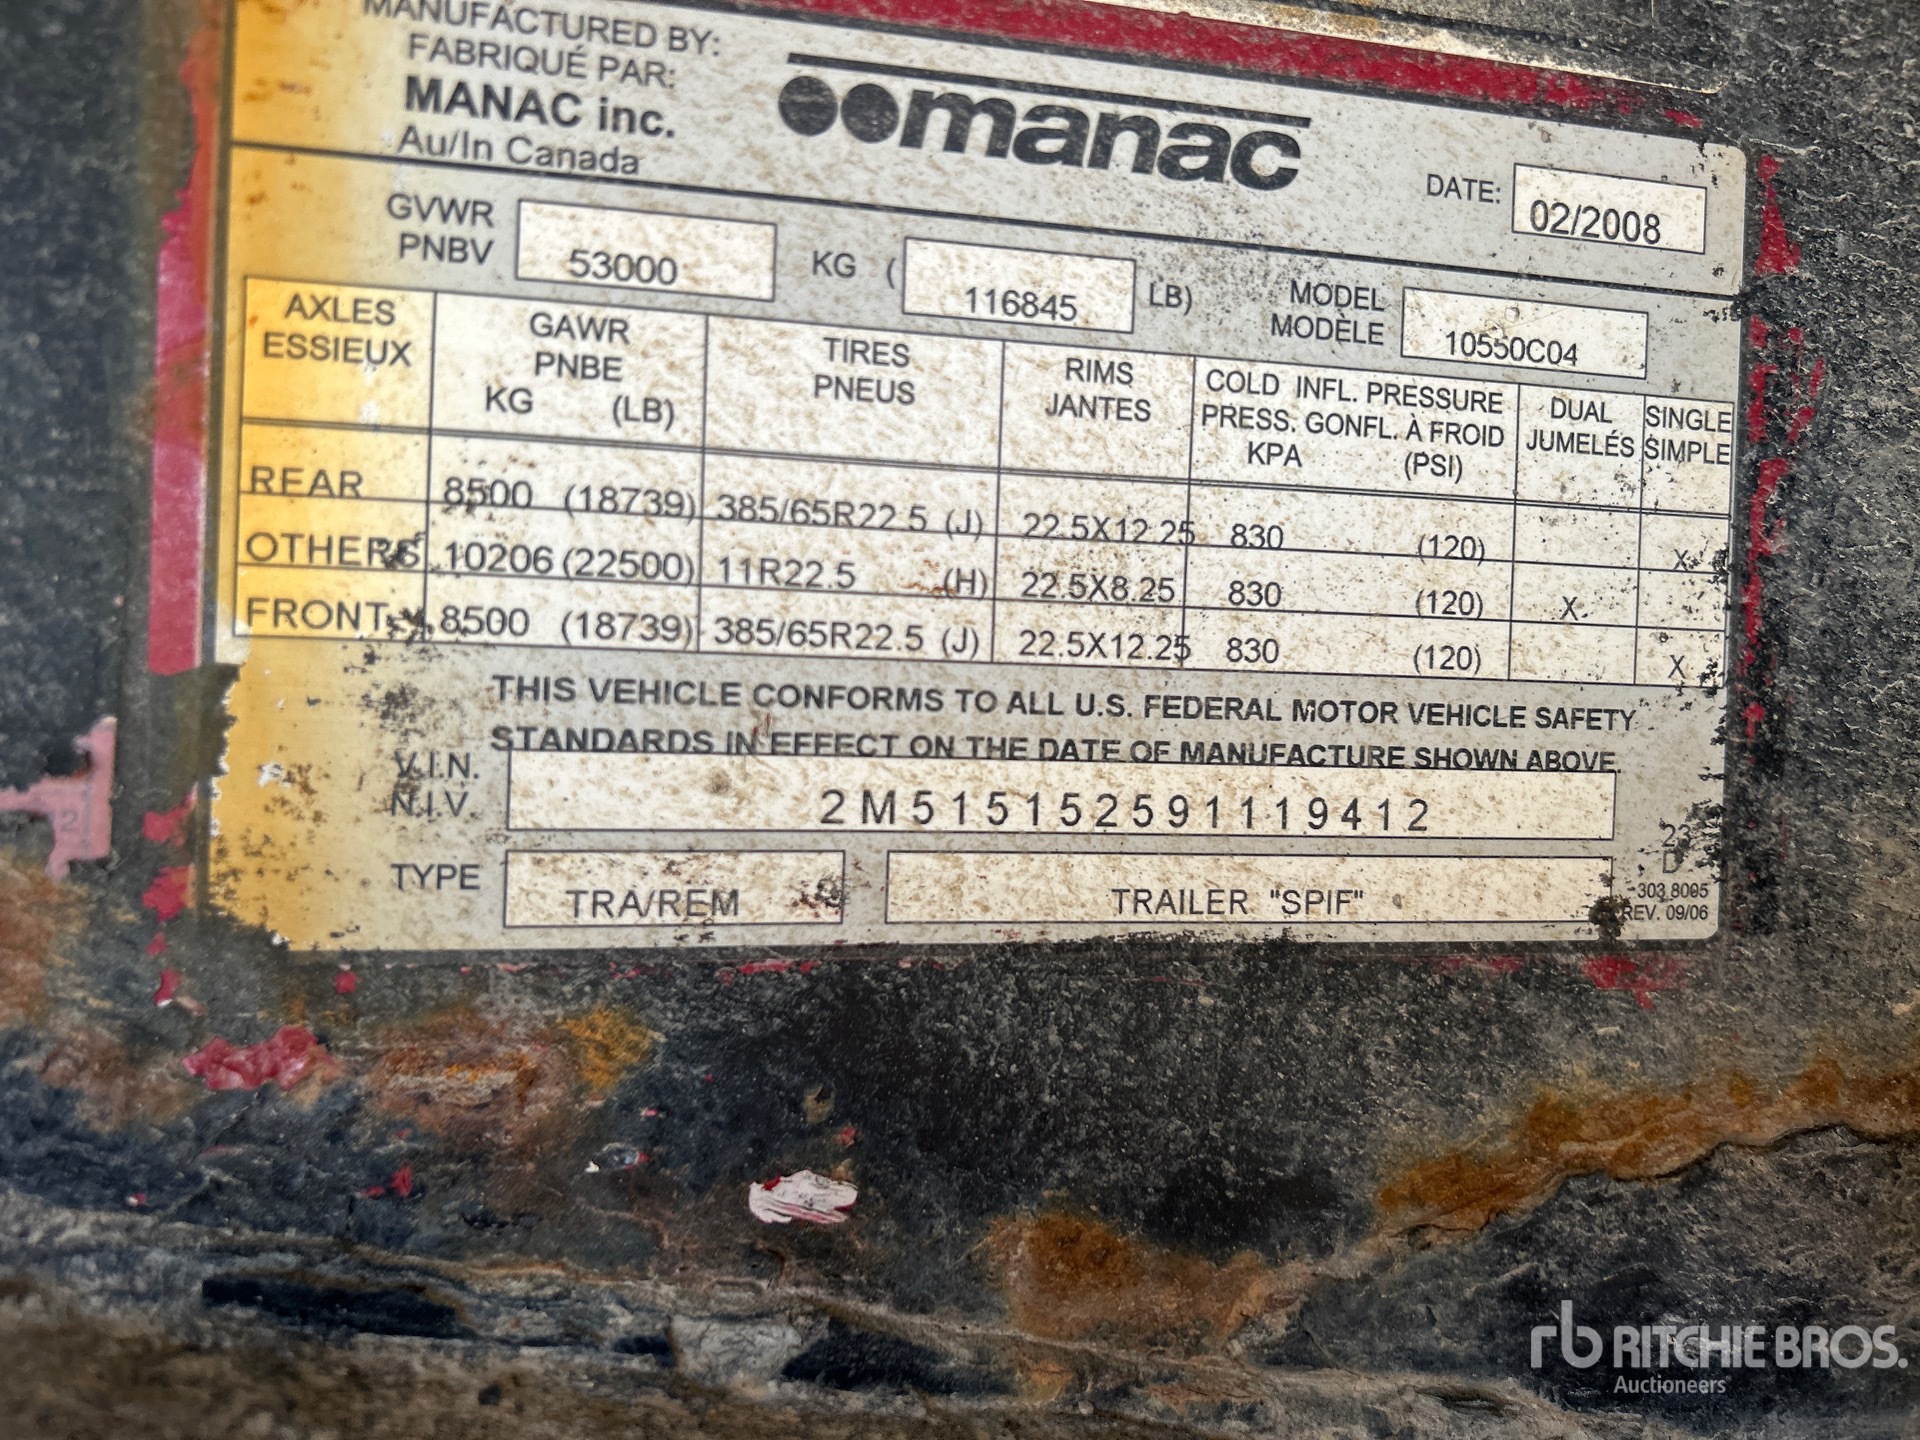 MANUFACTURED BY:
FABRIQUÉ PAR:
MANAC inc.
Au/In Canada
manac
DATE: 02/2008
GVWR
PNBV
53000 KG (116845 LB)
MODEL
MODÈLE
10550C04
AXLES
ESSIEUX
GAWR
PNBE
KG (LB)
TIRES
PNEUS
RIMS
JANTES
COLD INFL. PRESSURE
PRESS. GONFL. À FROID
KPA (PSI)
DUAL
JUMELÉS
SINGLE
SIMPLE
REAR 8500 (18739) 385/65R22.5 (J) 22.5X12.25 830 (120) X
OTHERS 10206 (22500) 11R22.5 (H) 22.5X8.25 830 (120) X
FRONT 8500 (18739) 385/65R22.5 (J) 22.5X12.25 830 (120) X
THIS VEHICLE CONFORMS TO ALL U.S. FEDERAL MOTOR VEHICLE SAFETY
STANDARDS IN EFFECT ON THE DATE OF MANUFACTURE SHOWN ABOVE.
V.I.N.
N.I.V.
2M515152591119412
TYPE TRA/REM TRAILER "SPIF"
23
D
303.8005
REV. 09/06
2
rb RITCHIE BROS.
Auctioneers